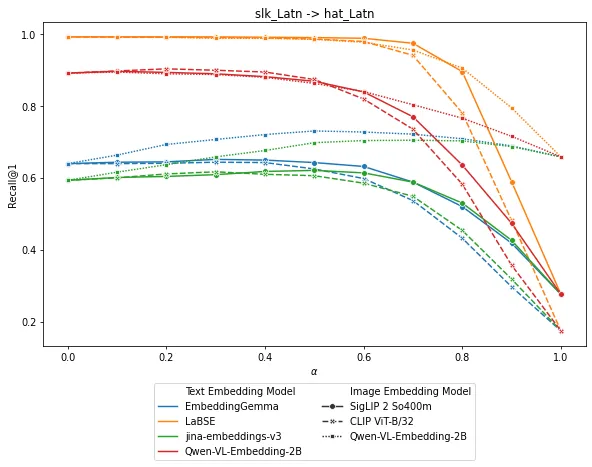 slk_Latn -> hat_Latn
Recall@1
1.0
0.8
0.6
0.4
0.2
0.0 0.2 0.4 0.6 0.8 1.0
α
Text Embedding Model Image Embedding Model
EmbeddingGemma SigLIP 2 So400m
LaBSE CLIP ViT-B/32
jina-embeddings-v3 Qwen-VL-Embedding-2B
Qwen-VL-Embedding-2B